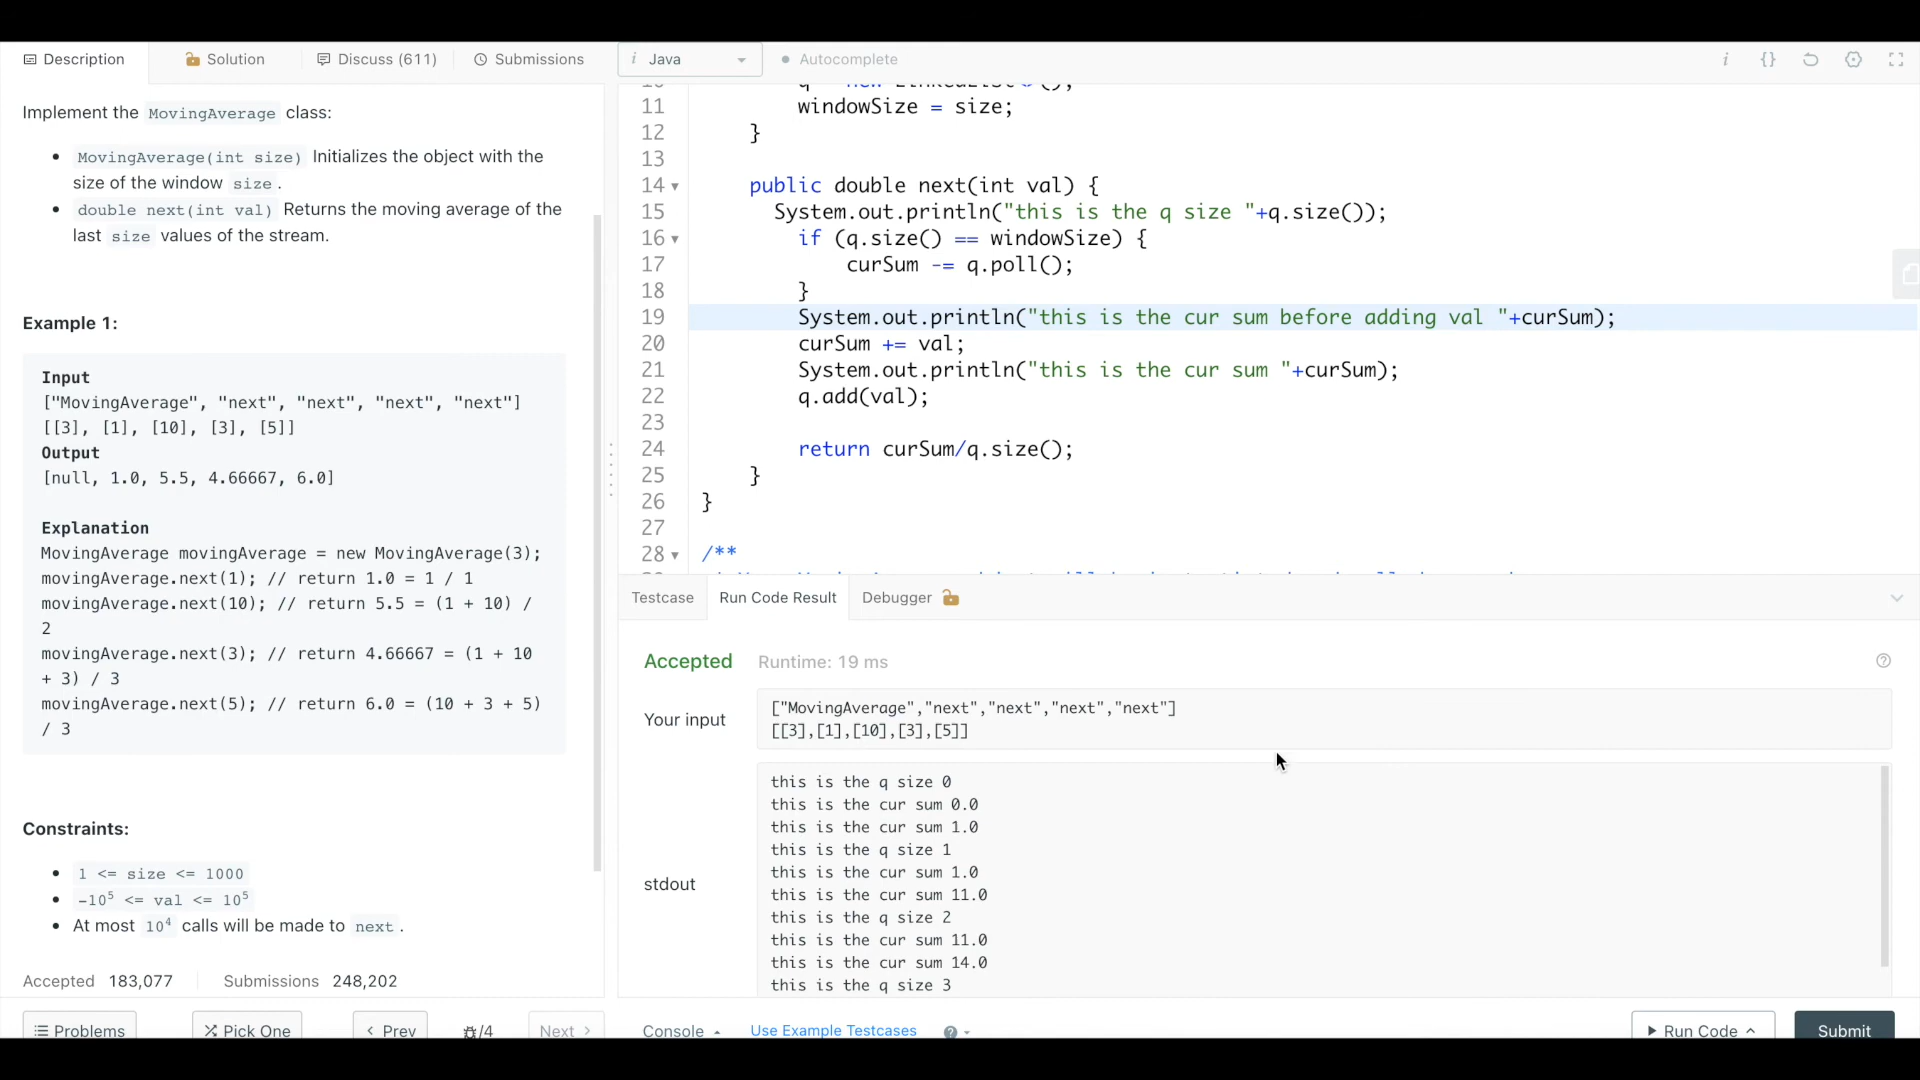 Description
Solution
Discuss (611)
Submissions
i Java
Autocomplete
i {}
Implement the MovingAverage class:
MovingAverage(int size) Initializes the object with the
size of the window size.
double next(int val) Returns the moving average of the
last size values of the stream.
Example 1:
Input
["MovingAverage", "next", "next", "next", "next"]
[[3], [1], [10], [3], [5]]
Output
[null, 1.0, 5.5, 4.66667, 6.0]
Explanation
MovingAverage movingAverage = new MovingAverage(3);
movingAverage.next(1); // return 1.0 = 1 / 1
movingAverage.next(10); // return 5.5 = (1 + 10) /
2
movingAverage.next(3); // return 4.66667 = (1 + 10
+ 3) / 3
movingAverage.next(5); // return 6.0 = (10 + 3 + 5)
/ 3
Constraints:
1 <= size <= 1000
-10⁵ <= val <= 10⁵
At most 10⁴ calls will be made to next.
Accepted 183,077 Submissions 248,202
Problems
Pick One
< Prev
/4
Next >
11 windowSize = size;
12 }
13
14 public double next(int val) {
15 System.out.println("this is the q size "+q.size());
16 if (q.size() == windowSize) {
17 curSum -= q.poll();
18 }
19 System.out.println("this is the cur sum before adding val "+curSum);
20 curSum += val;
21 System.out.println("this is the cur sum "+curSum);
22 q.add(val);
23
24 return curSum/q.size();
25 }
26 }
27
28 /**
Testcase
Run Code Result
Debugger
Accepted Runtime: 19 ms
Your input
["MovingAverage","next","next","next","next"]
[[3],[1],[10],[3],[5]]
stdout
this is the q size 0
this is the cur sum 0.0
this is the cur sum 1.0
this is the q size 1
this is the cur sum 1.0
this is the cur sum 11.0
this is the q size 2
this is the cur sum 11.0
this is the cur sum 14.0
this is the q size 3
Console
Use Example Testcases
Run Code
Submit